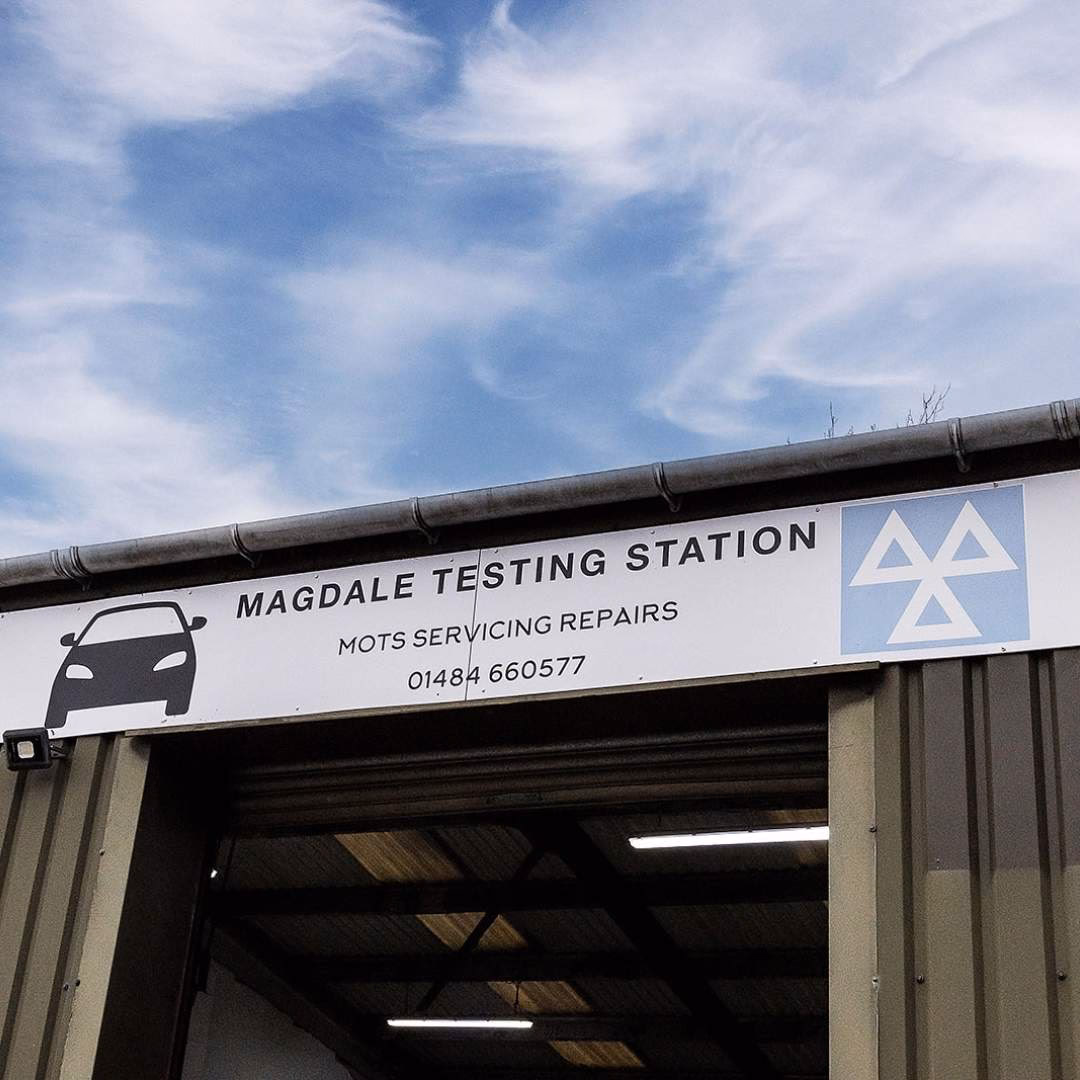 MAGDALE TESTING STATION
MOTS SERVICING REPAIRS
01484 660577